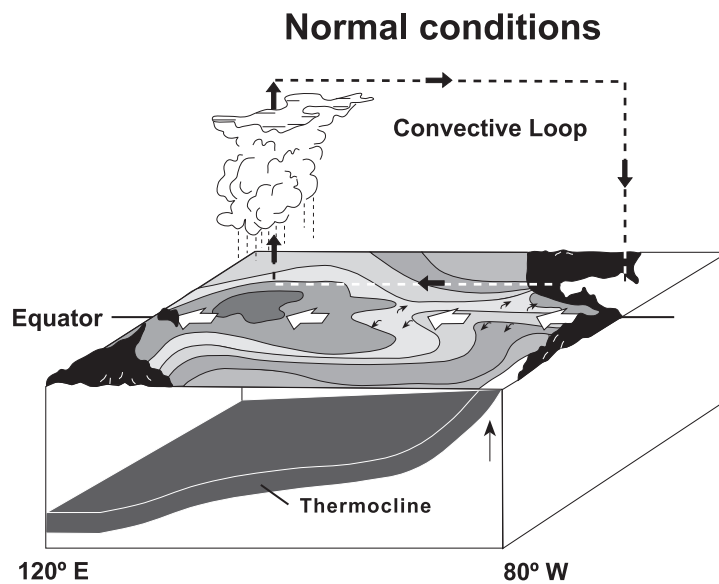 Normal conditions
Convective Loop
Equator
Thermocline
120º E
80º W